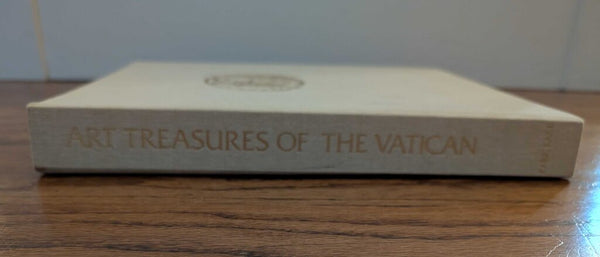 ART TREASURES OF THE VATICAN